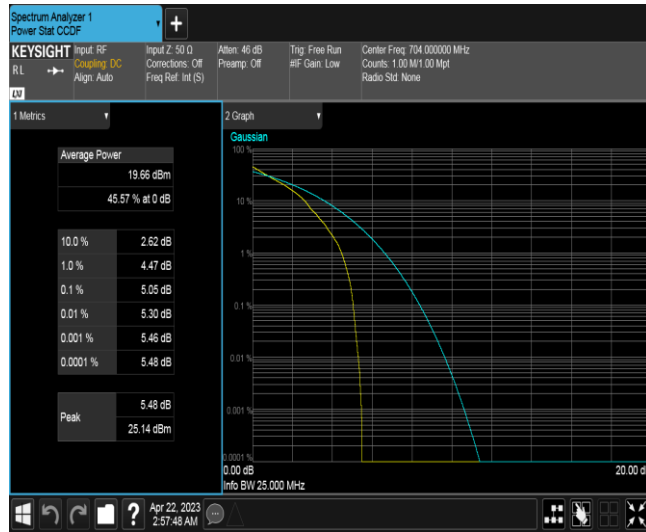 Spectrum Analyzer 1
Power Stat CCDF
KEYSIGHT
RL
LXI
Input: RF
Coupling: DC
Align: Auto
Input Z: 50 Ω
Corrections: Off
Freq Ref: Int (S)
Atten: 46 dB
Preamp: Off
Trig: Free Run
#IF Gain: Low
Center Freq: 704.000000 MHz
Counts: 1.00 M/1.00 Mpt
Radio Std: None
1 Metrics
Average Power
19.66 dBm
45.57 % at 0 dB
10.0 % 2.62 dB
1.0 % 4.47 dB
0.1 % 5.05 dB
0.01 % 5.30 dB
0.001 % 5.46 dB
0.0001 % 5.48 dB
Peak
5.48 dB
25.14 dBm
2 Graph
Gaussian
100 %
10 %
1 %
0.1 %
0.01 %
0.001 %
0.0001 %
0.00 dB
20.00 d
Info BW 25.000 MHz
?
Apr 22, 2023
2:57:48 AM